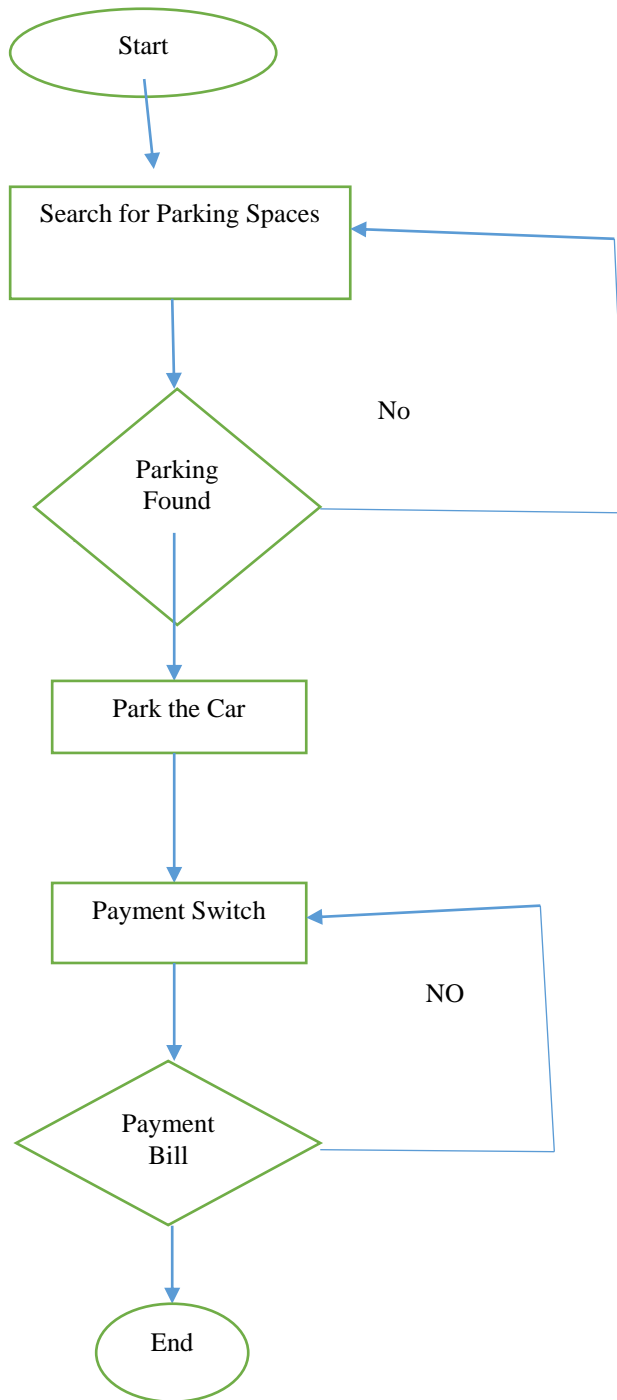 Start
Search for Parking Spaces
No
Parking
Found
Park the Car
Payment Switch
NO
Payment
Bill
End